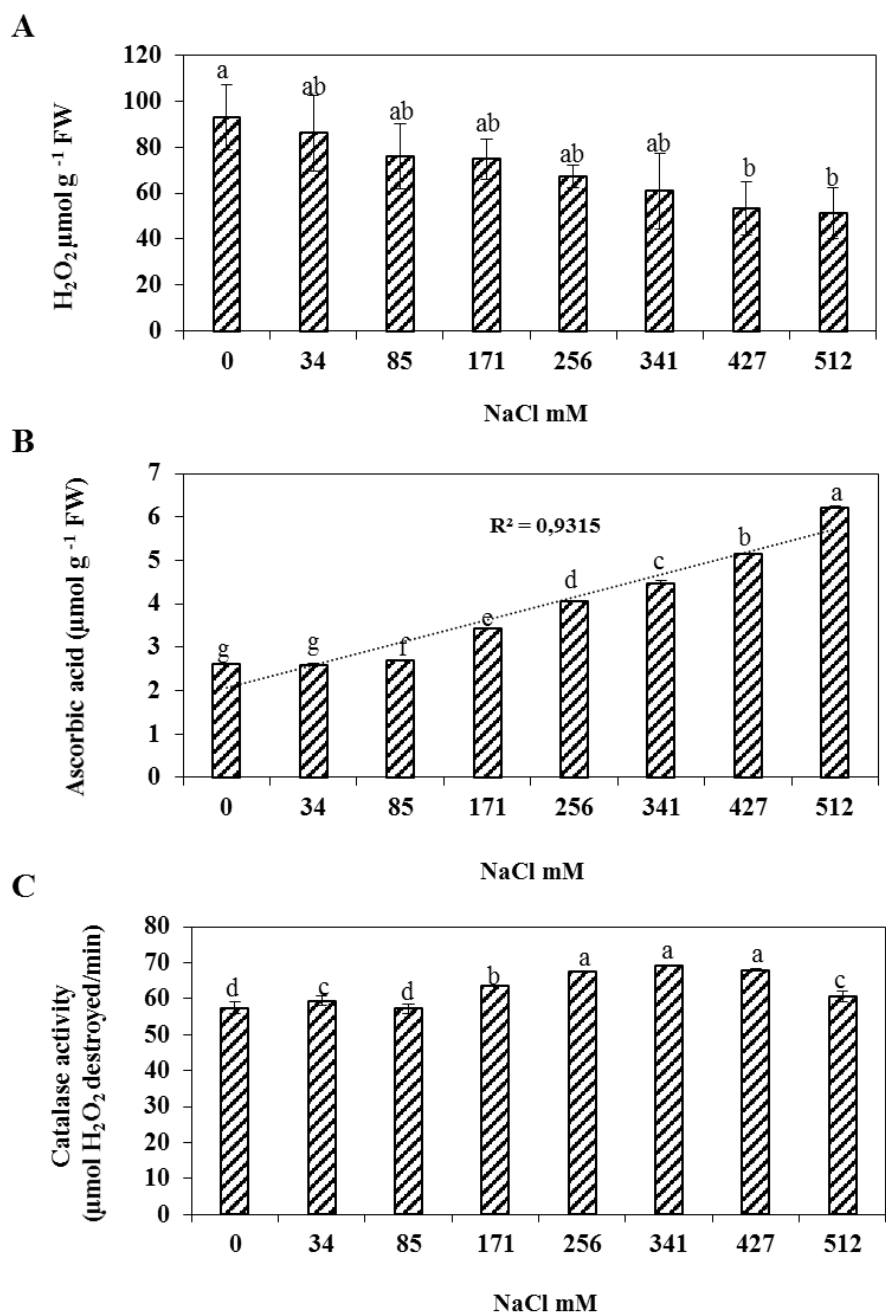 A
H₂O₂ µmol g ⁻¹ FW
120
100
80
60
40
20
0
a
ab
ab
ab
ab
ab
b
b
0 34 85 171 256 341 427 512
NaCl mM
B
Ascorbic acid (µmol g ⁻¹ FW)
7
6
5
4
3
2
1
0
R² = 0,9315
g
g
f
e
d
c
b
a
0 34 85 171 256 341 427 512
NaCl mM
C
Catalase activity
(µmol H₂O₂ destroyed/min)
80
70
60
50
40
30
20
10
0
d
c
d
b
a
a
a
c
0 34 85 171 256 341 427 512
NaCl mM